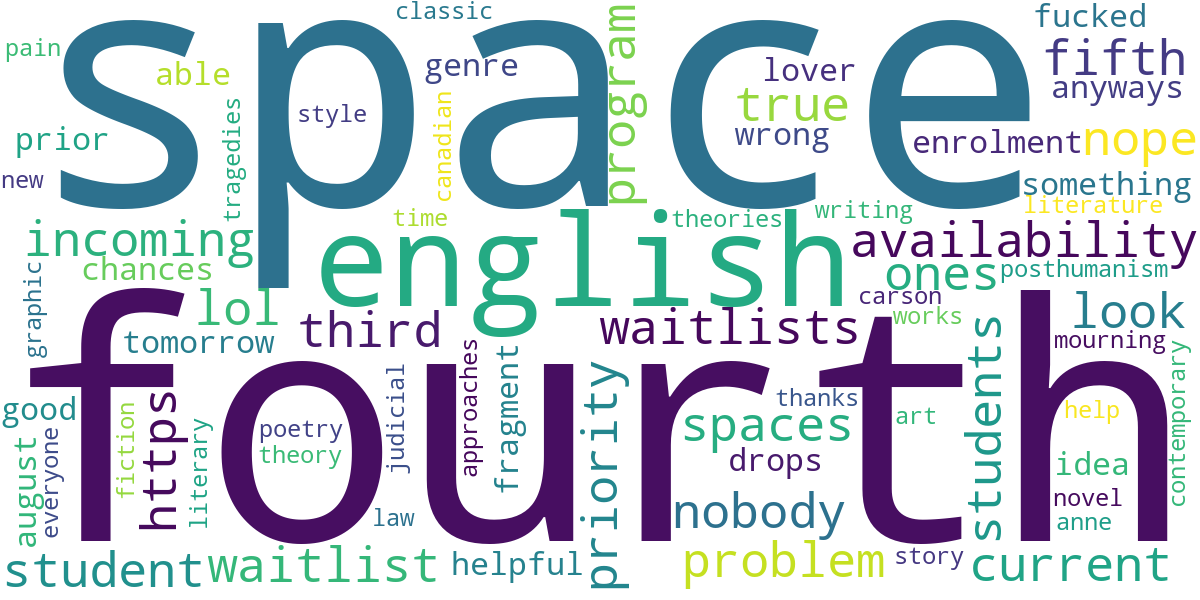 space
fourth
english
classic
fucked
pain
able
genre
lover
fifth
anyways
style
canadian
program
true
wrong
prior
tragedies
enrolment
nope
new
something
literature
time
theories
writing
incoming
availability
chances
ones
posthumanism
graphic
lol
third
waitlists
carson
works
look
tomorrow
mourning
good
judicial
approaches
fragment
priority
thanks
students
contemporary
https
poetry
theory
spaces
art
help
august
everyone
fiction
literary
drops
idea
law
nobody
novel
anne
student
waitlist
helpful
problem
story
current